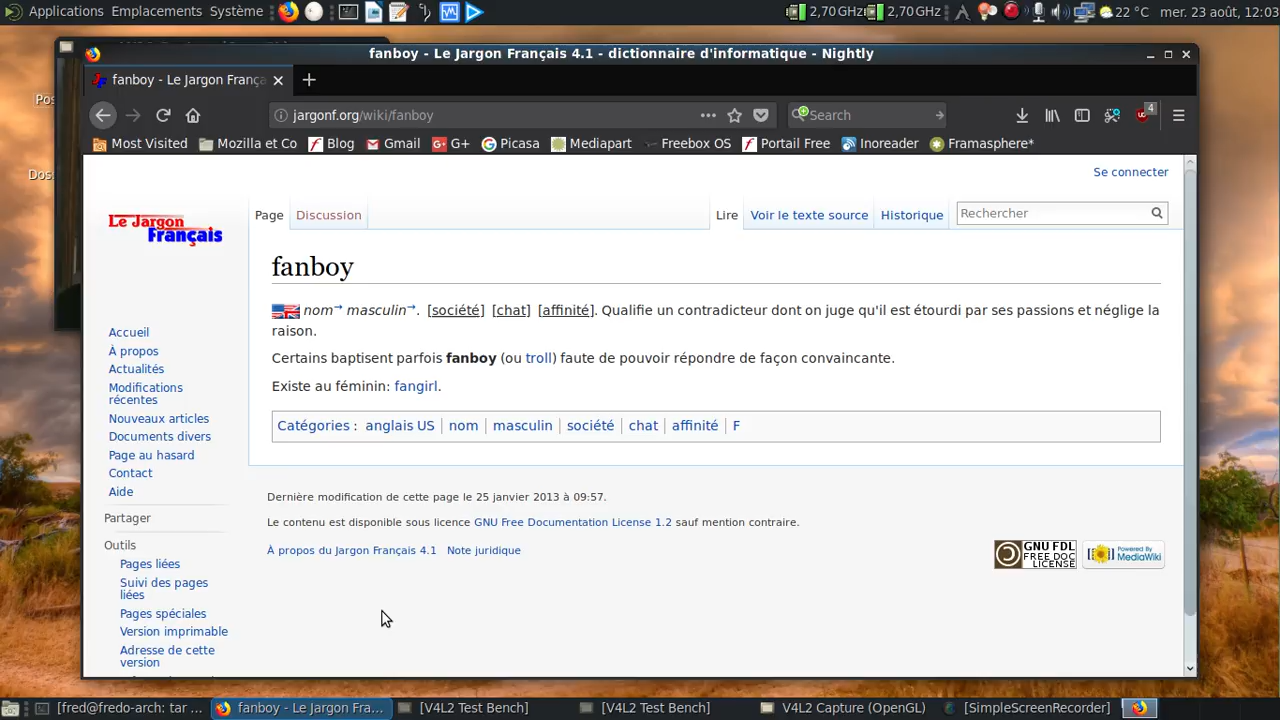 Applications Emplacements Système 2,70 GHz 2,70 GHz 22 °C mer. 23 août, 12:03
fanboy - Le Jargon Français 4.1 - dictionnaire d'informatique - Nightly
fanboy - Le Jargon França
jargonf.org/wiki/fanboy
Search
4
Most Visited Mozilla et Co Blog Gmail G+ Picasa Mediapart Freebox OS Portail Free Inoreader Framasphere*
Pos
Dos
Se connecter
Le Jargon
Français
Page Discussion Lire Voir le texte source Historique Rechercher
fanboy
nom→ masculin→. [société] [chat] [affinité]. Qualifie un contradicteur dont on juge qu'il est étourdi par ses passions et néglige la
raison.
Certains baptisent parfois fanboy (ou troll) faute de pouvoir répondre de façon convaincante.
Existe au féminin: fangirl.
Catégories : anglais US | nom | masculin | société | chat | affinité | F
Dernière modification de cette page le 25 janvier 2013 à 09:57.
Le contenu est disponible sous licence GNU Free Documentation License 1.2 sauf mention contraire.
À propos du Jargon Français 4.1 Note juridique
GNU FDL
FREE DOC
LICENSE
Powered By
MediaWiki
Accueil
À propos
Actualités
Modifications
récentes
Nouveaux articles
Documents divers
Page au hasard
Contact
Aide
Partager
Outils
Pages liées
Suivi des pages
liées
Pages spéciales
Version imprimable
Adresse de cette
version
[fred@fredo-arch: tar ... fanboy - Le Jargon Fra... [V4L2 Test Bench] [V4L2 Test Bench] V4L2 Capture (OpenGL) [SimpleScreenRecorder]